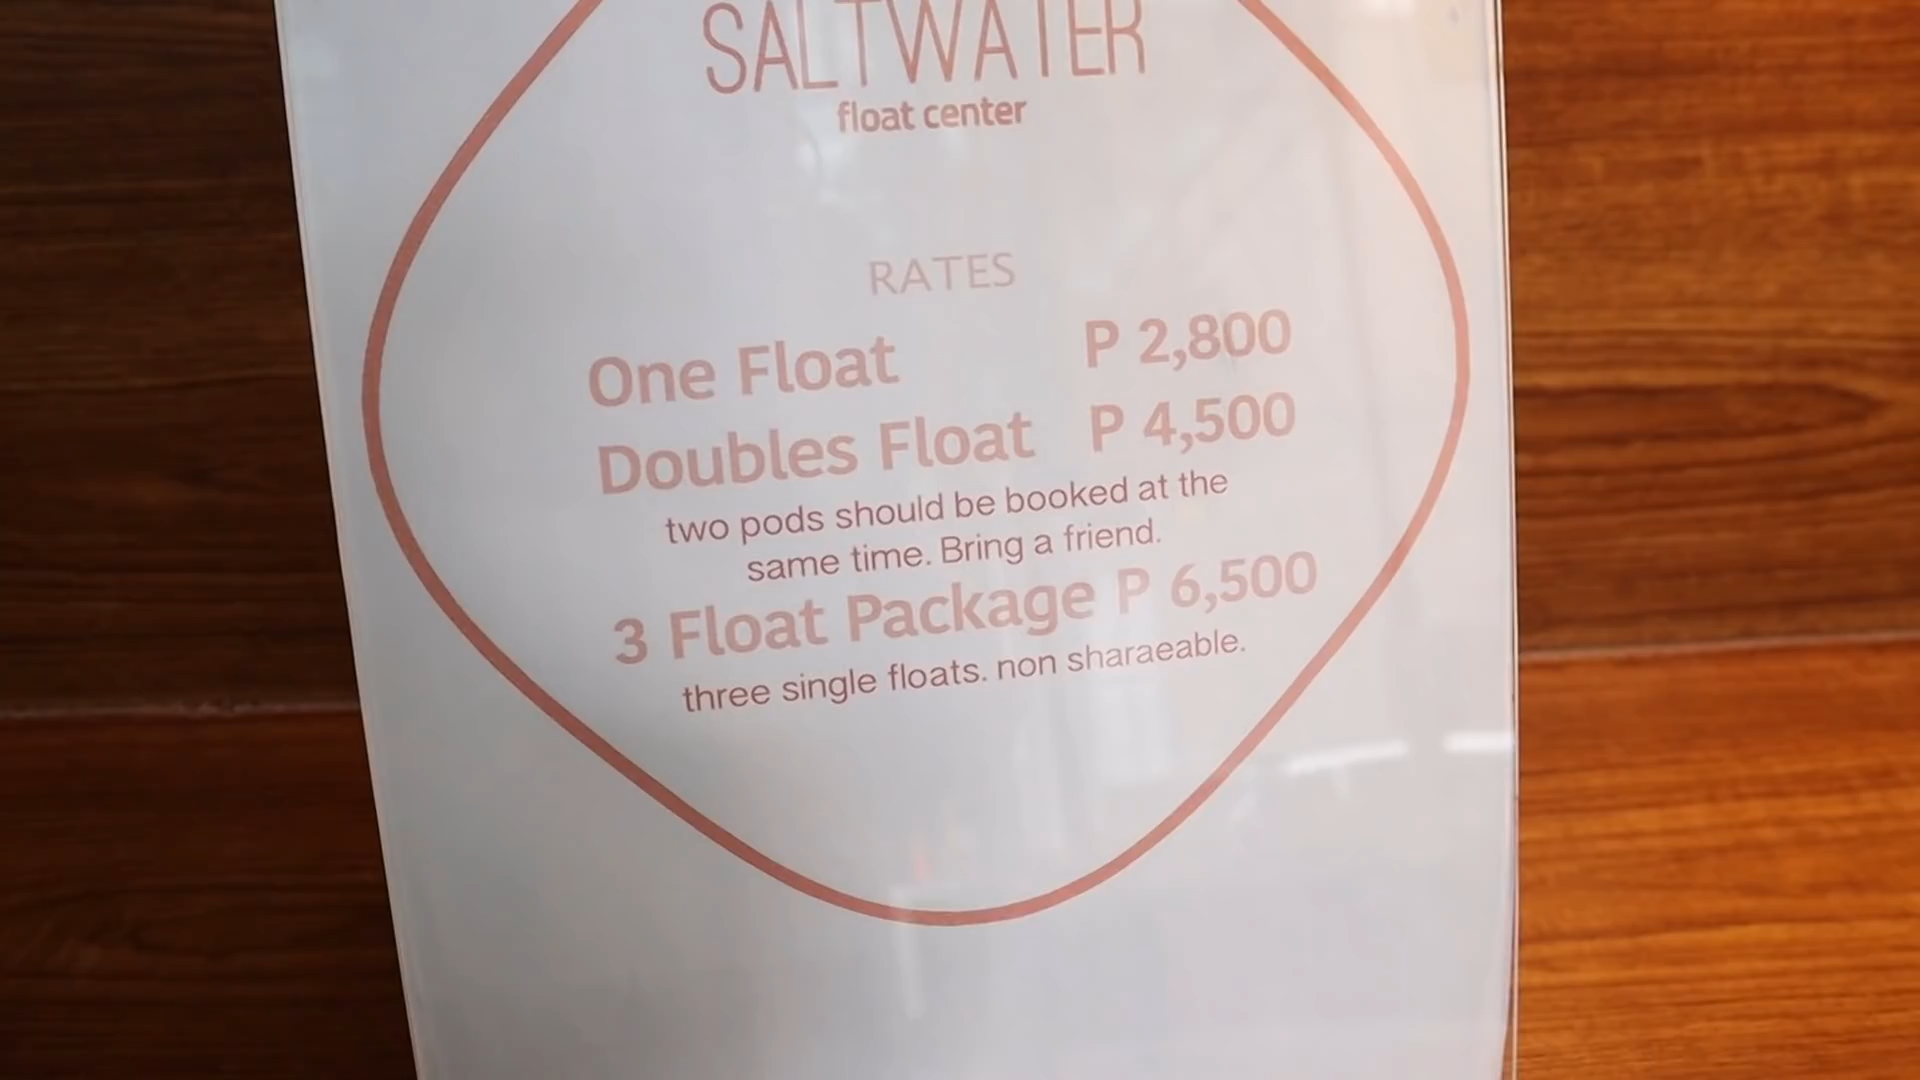 SALTWATER
float center
RATES
One Float P 2,800
Doubles Float P 4,500
two pods should be booked at the
same time. Bring a friend.
3 Float Package P 6,500
three single floats. non sharaeable.